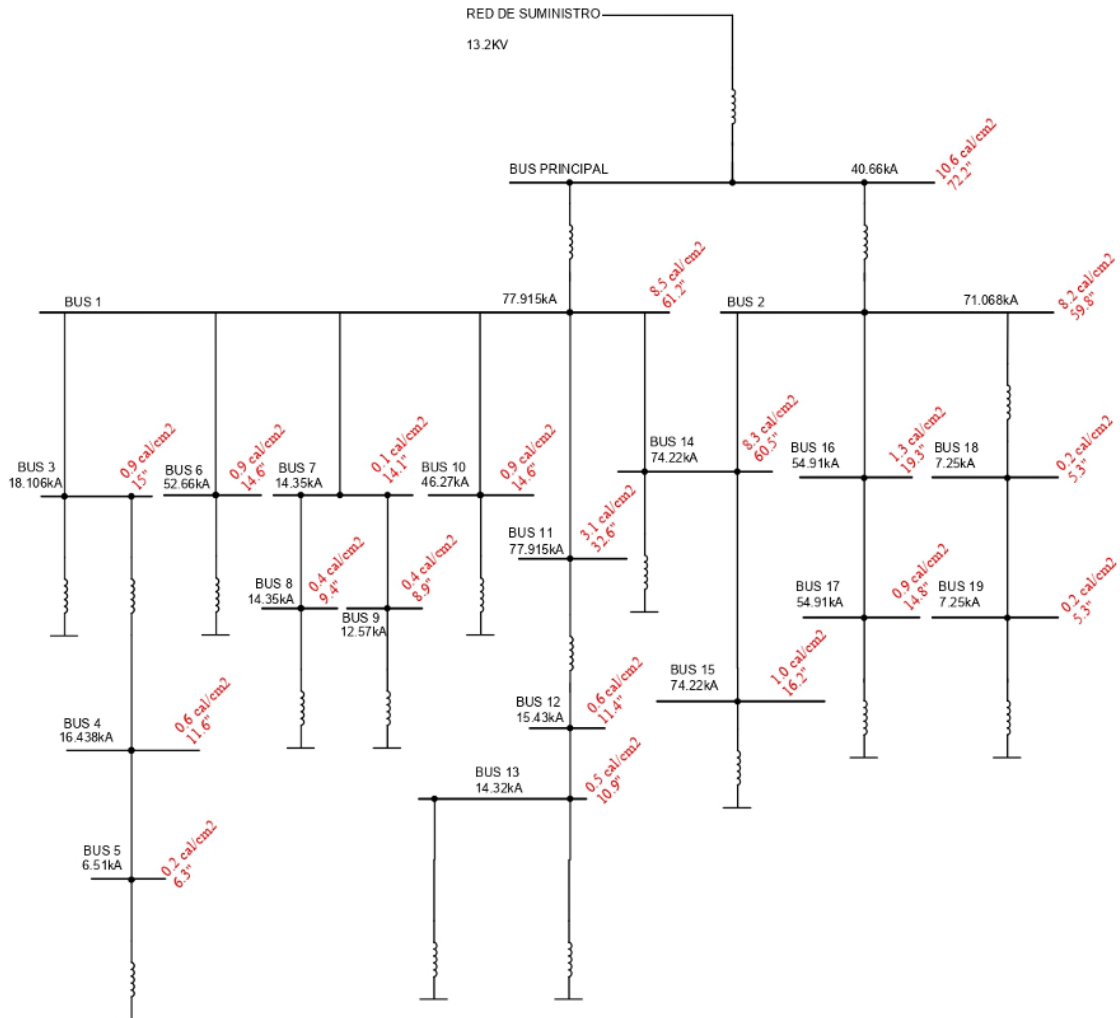 RED DE SUMINISTRO
13.2KV
BUS PRINCIPAL
40.66kA
10.6 cal/cm2
72.2"
BUS 1
77.915kA
8.5 cal/cm2
61.2"
BUS 2
71.068kA
8.2 cal/cm2
59.8"
BUS 3
18.106kA
0.9 cal/cm2
15"
BUS 6
52.66kA
0.9 cal/cm2
14.6"
BUS 7
14.35kA
0.1 cal/cm2
14.1"
BUS 10
46.27kA
0.9 cal/cm2
14.6"
BUS 14
74.22kA
8.3 cal/cm2
60.5"
BUS 16
54.91kA
1.3 cal/cm2
19.3"
BUS 18
7.25kA
0.2 cal/cm2
5.3"
BUS 11
77.915kA
3.1 cal/cm2
32.6"
BUS 8
14.35kA
0.4 cal/cm2
9.4"
BUS 9
12.57kA
0.4 cal/cm2
8.9"
BUS 17
54.91kA
0.9 cal/cm2
14.8"
BUS 19
7.25kA
0.2 cal/cm2
5.3"
BUS 15
74.22kA
1.0 cal/cm2
16.2"
BUS 12
15.43kA
0.6 cal/cm2
11.4"
BUS 4
16.438kA
0.6 cal/cm2
11.6"
BUS 13
14.32kA
0.5 cal/cm2
10.9"
BUS 5
6.51kA
0.2 cal/cm2
6.3"